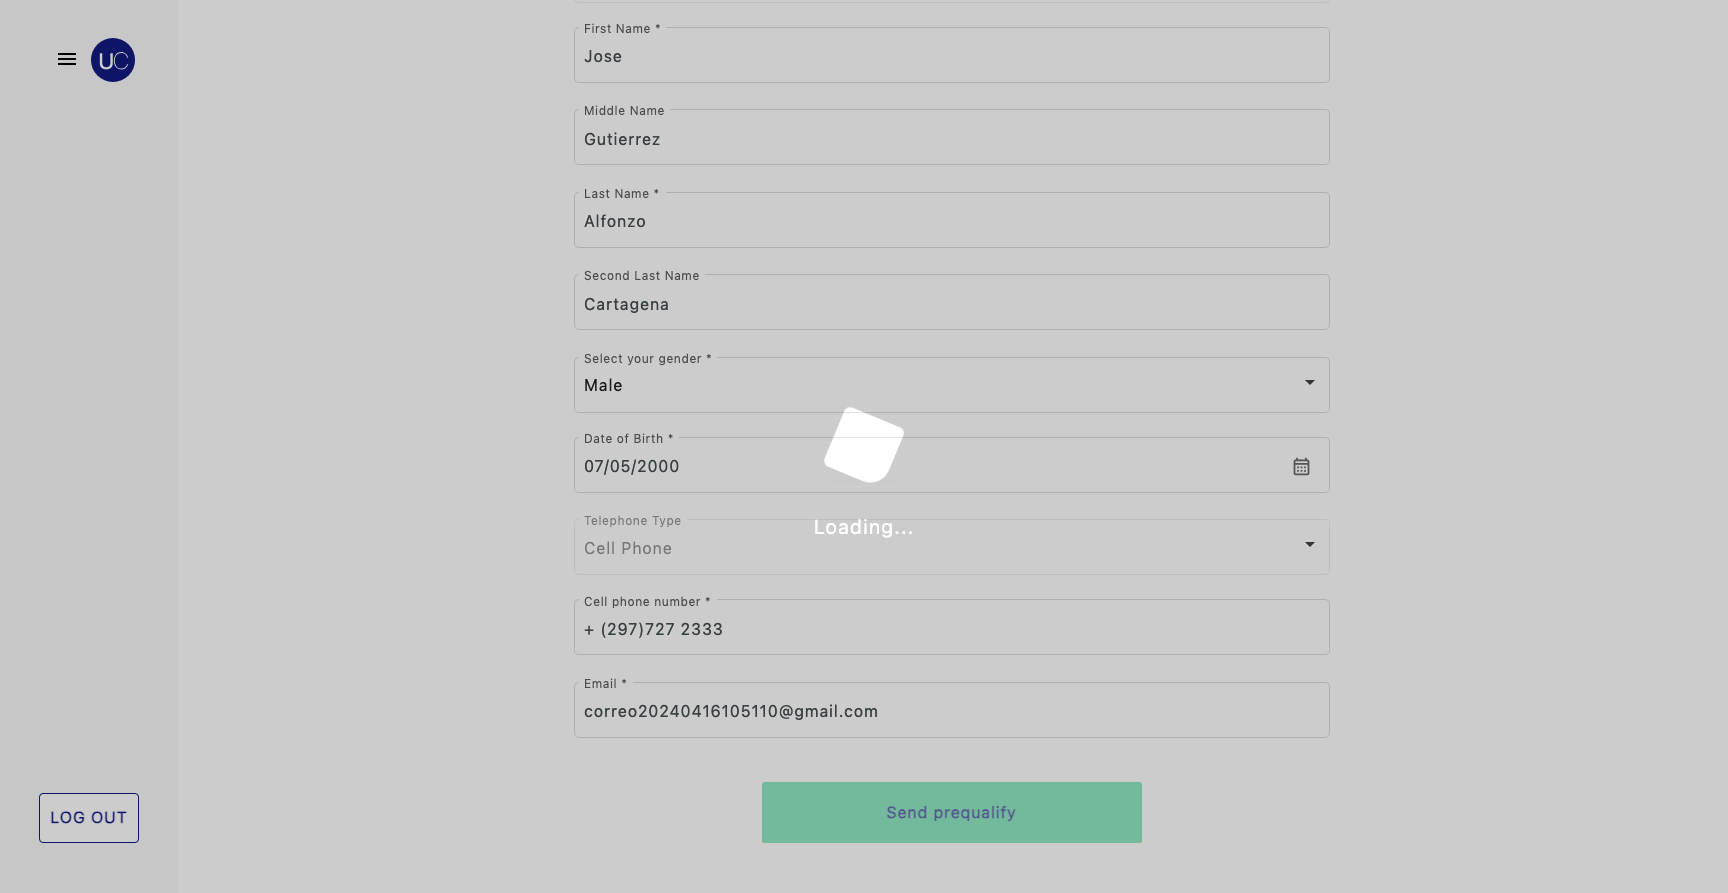 UC
First Name *
Jose
Middle Name
Gutierrez
Last Name *
Alfonzo
Second Last Name
Cartagena
Select your gender *
Male
Date of Birth *
07/05/2000
Telephone Type
Cell Phone
Loading...
Cell phone number *
+ (297)727 2333
Email *
correo20240416105110@gmail.com
Send prequalify
LOG OUT